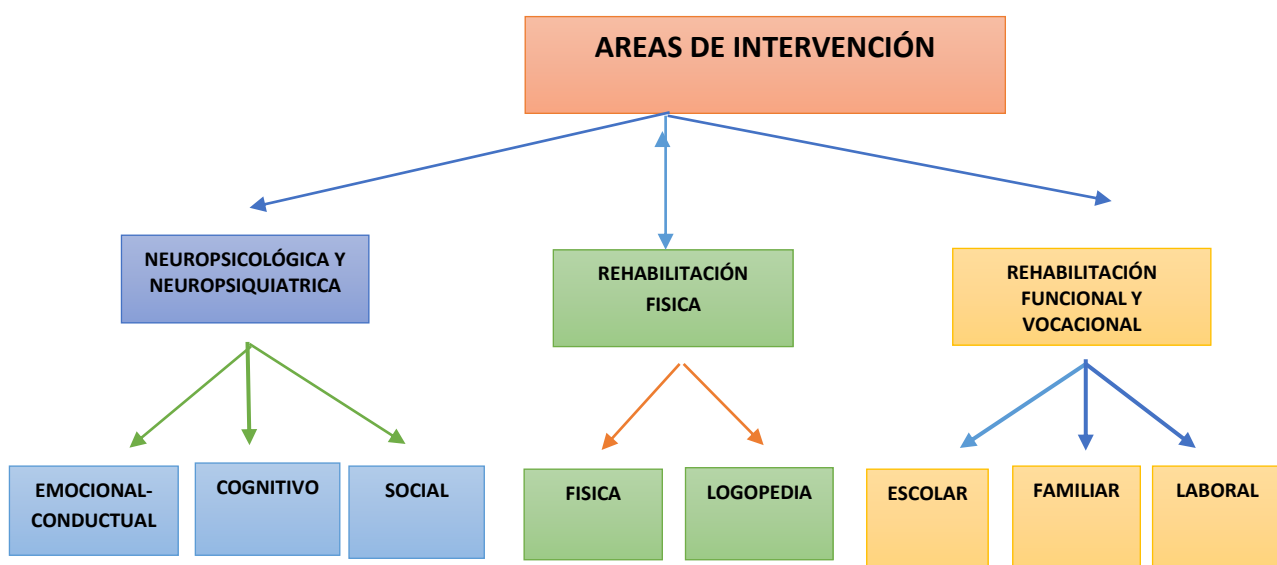 AREAS DE INTERVENCIÓN
NEUROPSICOLÓGICA Y
NEUROPSIQUIATRICA
REHABILITACIÓN
FISICA
REHABILITACIÓN
FUNCIONAL Y
VOCACIONAL
EMOCIONAL-
CONDUCTUAL
COGNITIVO
SOCIAL
FISICA
LOGOPEDIA
ESCOLAR
FAMILIAR
LABORAL